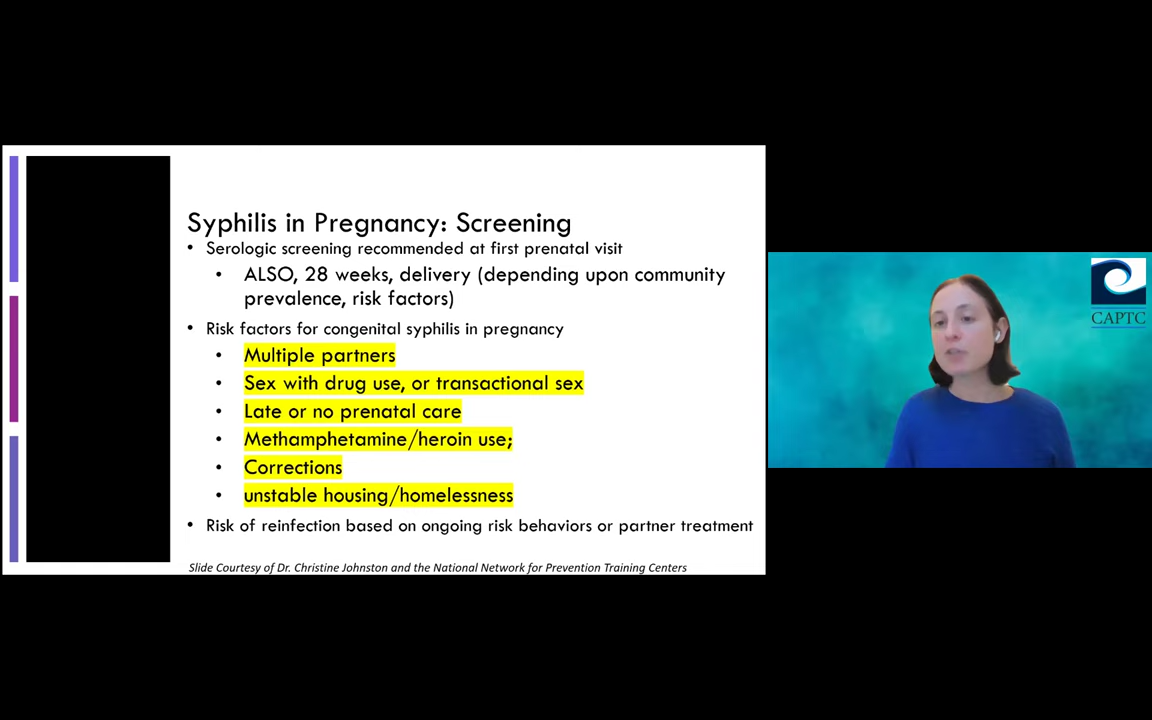 Syphilis in Pregnancy: Screening
• Serologic screening recommended at first prenatal visit
• ALSO, 28 weeks, delivery (depending upon community
prevalence, risk factors)
• Risk factors for congenital syphilis in pregnancy
• Multiple partners
• Sex with drug use, or transactional sex
• Late or no prenatal care
• Methamphetamine/heroin use;
• Corrections
• unstable housing/homelessness
• Risk of reinfection based on ongoing risk behaviors or partner treatment
Slide Courtesy of Dr. Christine Johnston and the National Network for Prevention Training Centers
CAPTC